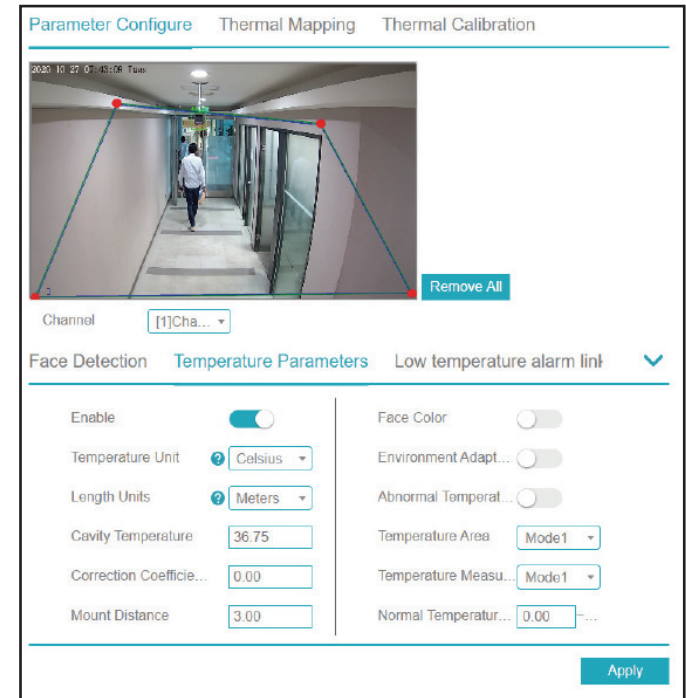 Parameter Configure Thermal Mapping Thermal Calibration
2020 10 27 07:43:08 Tues
Remove All
Channel [1]Cha...
Face Detection Temperature Parameters Low temperature alarm link
Enable Face Color
Temperature Unit ? Celsius Environment Adapt...
Length Units ? Meters Abnormal Temperat...
Cavity Temperature 36.75 Temperature Area Mode1
Correction Coefficie... 0.00 Temperature Measu... Mode1
Mount Distance 3.00 Normal Temperatur... 0.00 –...
Apply